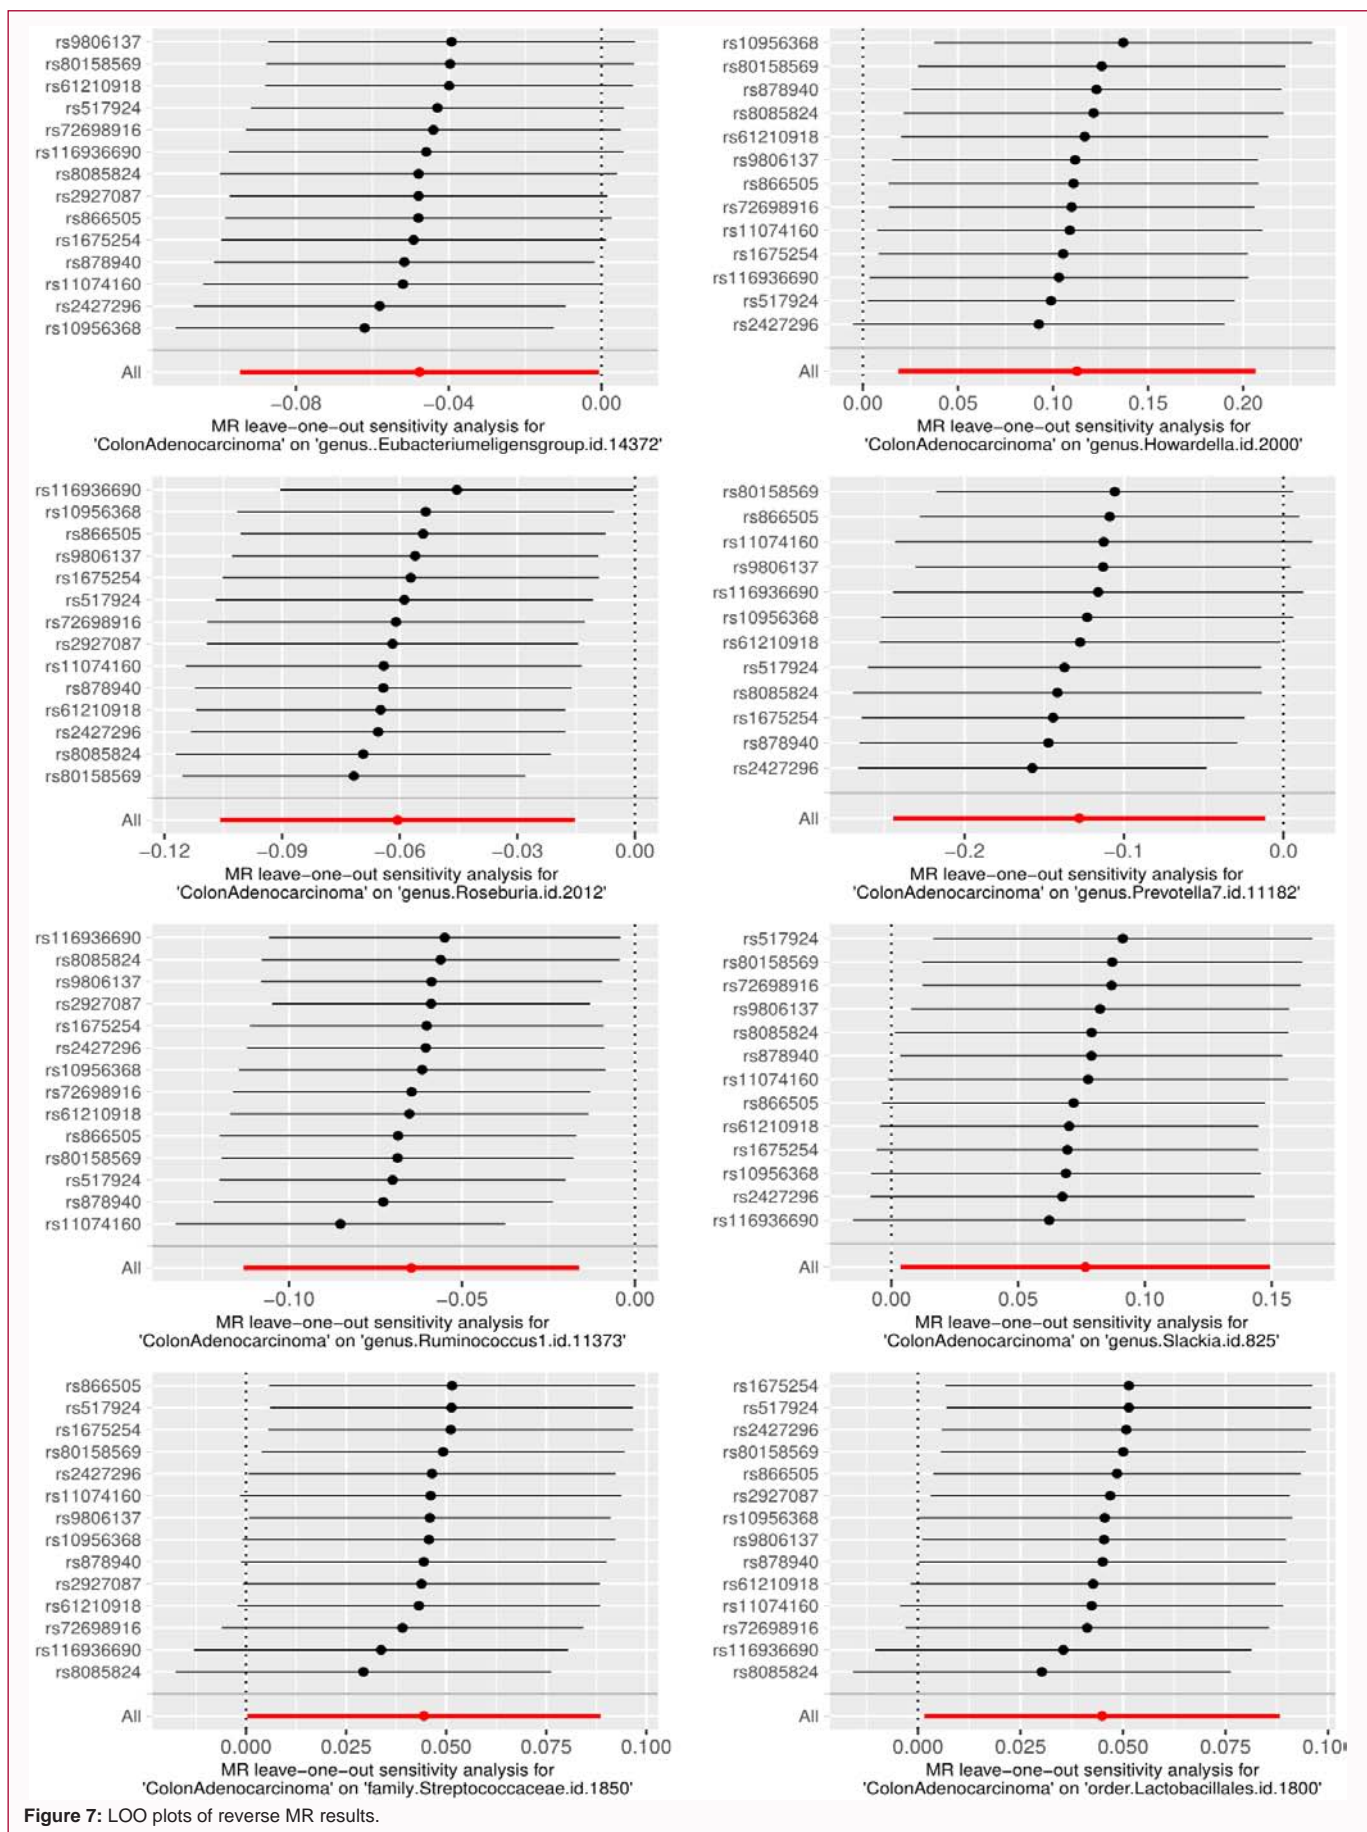 rs9806137
rs80158569
rs61210918
rs517924
rs72698916
rs116936690
rs8085824
rs2927087
rs866505
rs1675254
rs878940
rs11074160
rs2427296
rs10956368
All
−0.08 −0.04 0.00
MR leave−one−out sensitivity analysis for
'ColonAdenocarcinoma' on 'genus..Eubacteriumeligensgroup.id.14372'
rs10956368
rs80158569
rs878940
rs8085824
rs61210918
rs9806137
rs866505
rs72698916
rs11074160
rs1675254
rs116936690
rs517924
rs2427296
All
0.00 0.05 0.10 0.15 0.20
MR leave−one−out sensitivity analysis for
'ColonAdenocarcinoma' on 'genus.Howardella.id.2000'
rs116936690
rs10956368
rs866505
rs9806137
rs1675254
rs517924
rs72698916
rs2927087
rs11074160
rs878940
rs61210918
rs2427296
rs8085824
rs80158569
All
−0.12 −0.09 −0.06 −0.03 0.00
MR leave−one−out sensitivity analysis for
'ColonAdenocarcinoma' on 'genus.Roseburia.id.2012'
rs80158569
rs866505
rs11074160
rs9806137
rs116936690
rs10956368
rs61210918
rs517924
rs8085824
rs1675254
rs878940
rs2427296
All
−0.2 −0.1 0.0
MR leave−one−out sensitivity analysis for
'ColonAdenocarcinoma' on 'genus.Prevotella7.id.11182'
rs116936690
rs8085824
rs9806137
rs2927087
rs1675254
rs2427296
rs10956368
rs72698916
rs61210918
rs866505
rs80158569
rs517924
rs878940
rs11074160
All
−0.10 −0.05 0.00
MR leave−one−out sensitivity analysis for
'ColonAdenocarcinoma' on 'genus.Ruminococcus1.id.11373'
rs517924
rs80158569
rs72698916
rs9806137
rs8085824
rs878940
rs11074160
rs866505
rs61210918
rs1675254
rs10956368
rs2427296
rs116936690
All
0.00 0.05 0.10 0.15
MR leave−one−out sensitivity analysis for
'ColonAdenocarcinoma' on 'genus.Slackia.id.825'
rs866505
rs517924
rs1675254
rs80158569
rs2427296
rs11074160
rs9806137
rs10956368
rs878940
rs2927087
rs61210918
rs72698916
rs116936690
rs8085824
All
0.000 0.025 0.050 0.075 0.100
MR leave−one−out sensitivity analysis for
'ColonAdenocarcinoma' on 'family.Streptococcaceae.id.1850'
rs1675254
rs517924
rs2427296
rs80158569
rs866505
rs2927087
rs10956368
rs9806137
rs878940
rs61210918
rs11074160
rs72698916
rs116936690
rs8085824
All
0.000 0.025 0.050 0.075 0.10
MR leave−one−out sensitivity analysis for
'ColonAdenocarcinoma' on 'order.Lactobacillales.id.1800'
Figure 7: LOO plots of reverse MR results.